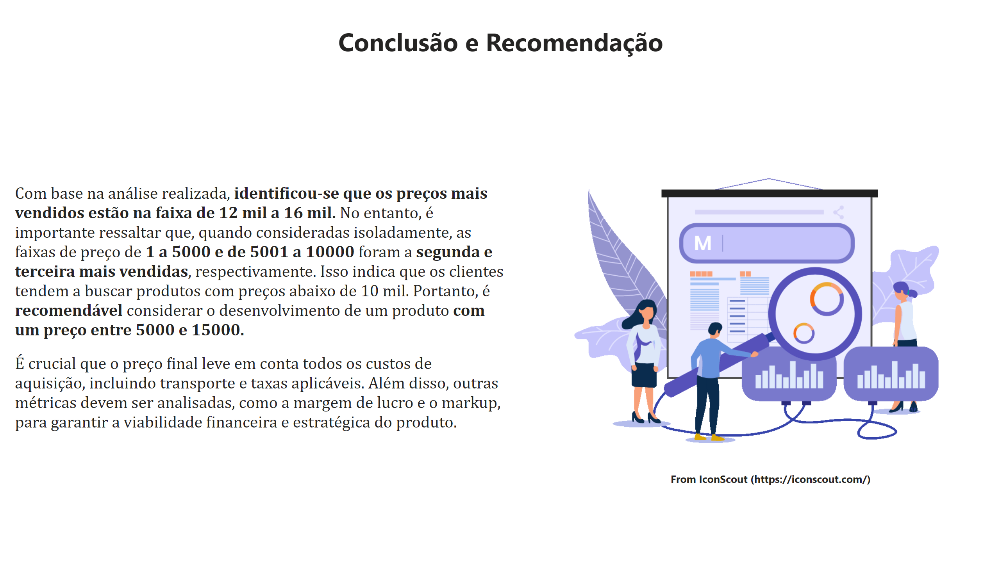 Conclusão e Recomendação
Com base na análise realizada, identificou-se que os preços mais
vendidos estão na faixa de 12 mil a 16 mil. No entanto, é
importante ressaltar que, quando consideradas isoladamente, as
faixas de preço de 1 a 5000 e de 5001 a 10000 foram a segunda e
terceira mais vendidas, respectivamente. Isso indica que os clientes
tendem a buscar produtos com preços abaixo de 10 mil. Portanto, é
recomendável considerar o desenvolvimento de um produto com
um preço entre 5000 e 15000.
É crucial que o preço final leve em conta todos os custos de
aquisição, incluindo transporte e taxas aplicáveis. Além disso, outras
métricas devem ser analisadas, como a margem de lucro e o markup,
para garantir a viabilidade financeira e estratégica do produto.
M
From IconScout (https://iconscout.com/)